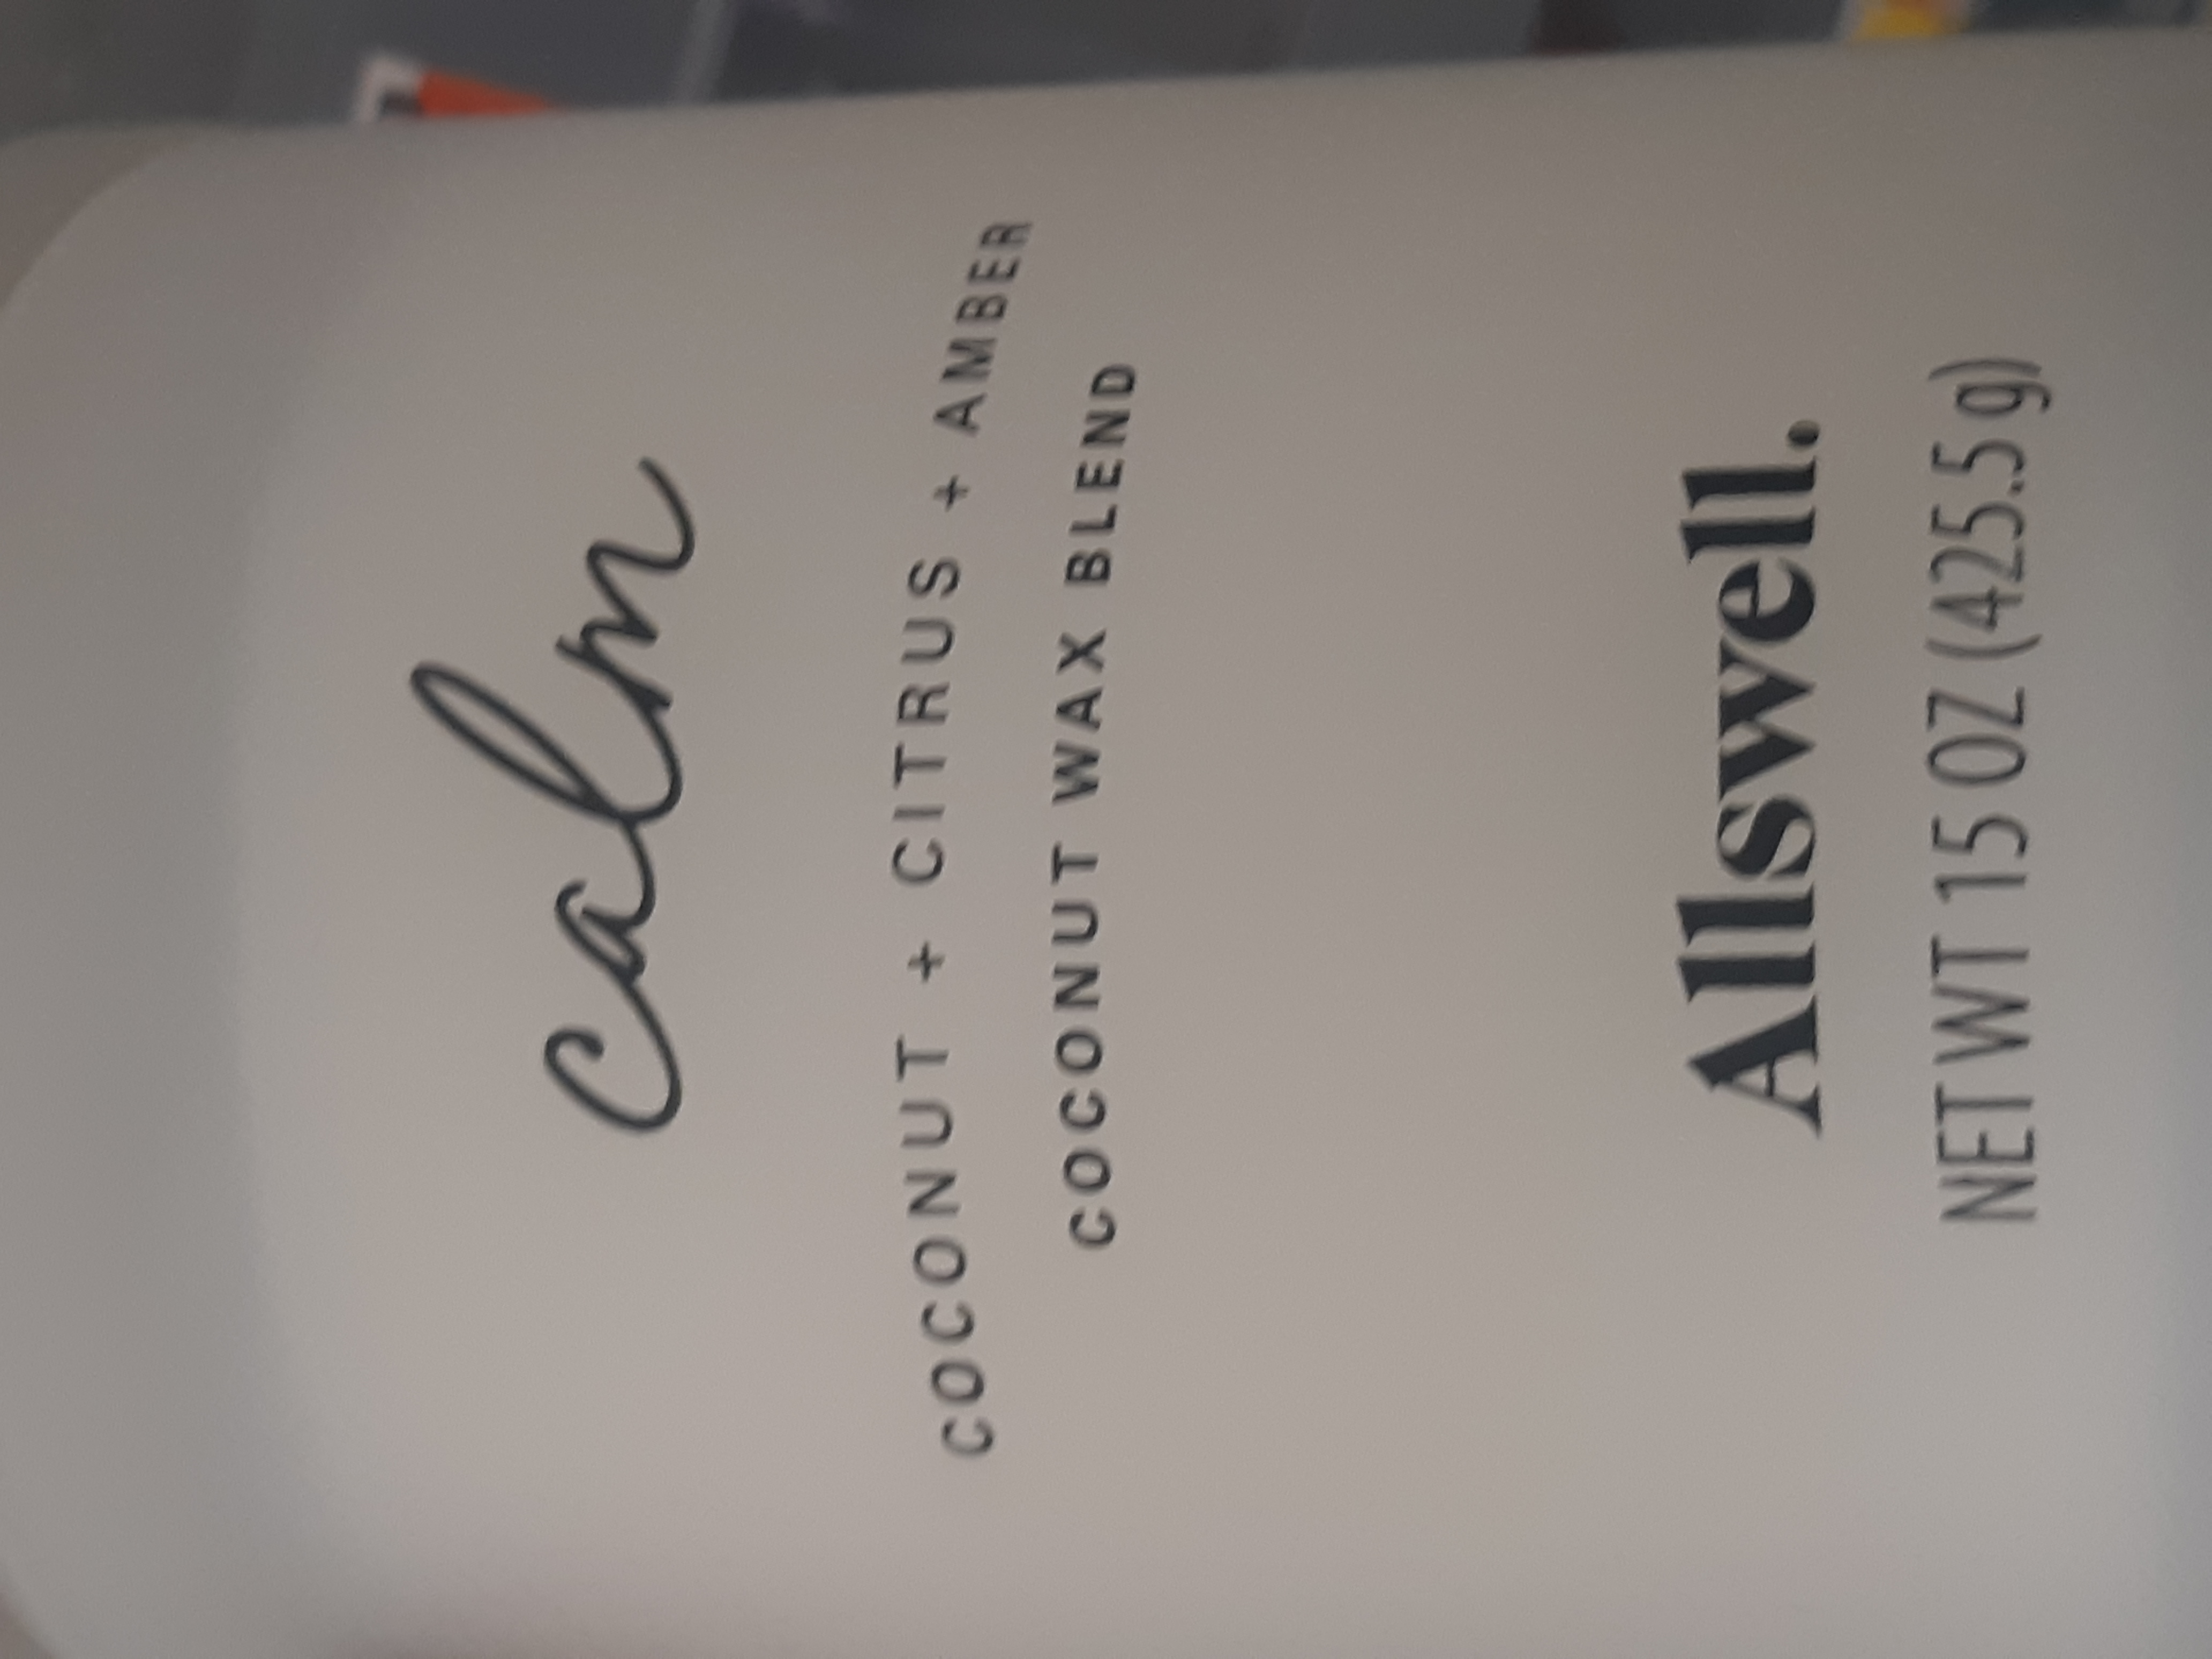 calm
COCONUT + CITRUS + AMBER
COCONUT WAX BLEND
Allswell.
NET WT 15 OZ (425.5 g)